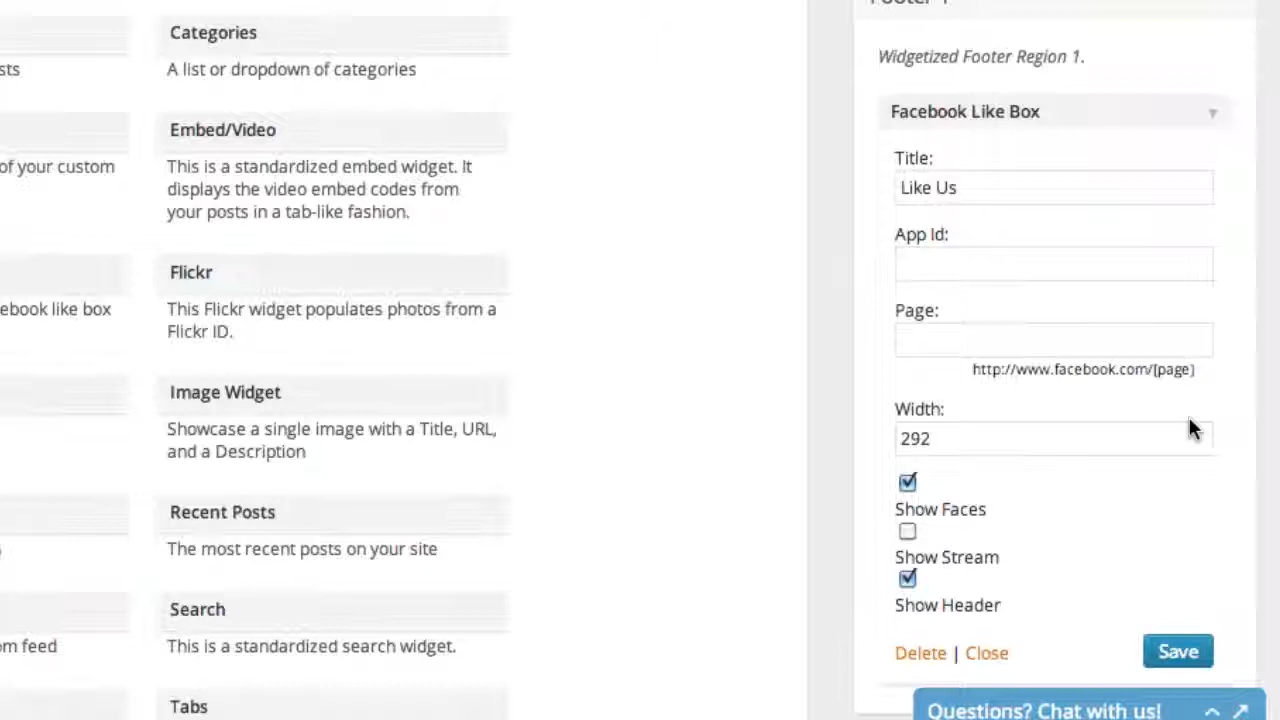 Categories
sts
A list or dropdown of categories
Embed/Video
of your custom
This is a standardized embed widget. It
displays the video embed codes from
your posts in a tab-like fashion.
Flickr
ebook like box
This Flickr widget populates photos from a
Flickr ID.
Image Widget
Showcase a single image with a Title, URL,
and a Description
Recent Posts
The most recent posts on your site
Search
om feed
This is a standardized search widget.
Tabs
Footer 1
Widgetized Footer Region 1.
Facebook Like Box
Title:
Like Us
App Id:
Page:
http://www.facebook.com/[page]
Width:
292
Show Faces
Show Stream
Show Header
Delete | Close
Save
Questions? Chat with us!